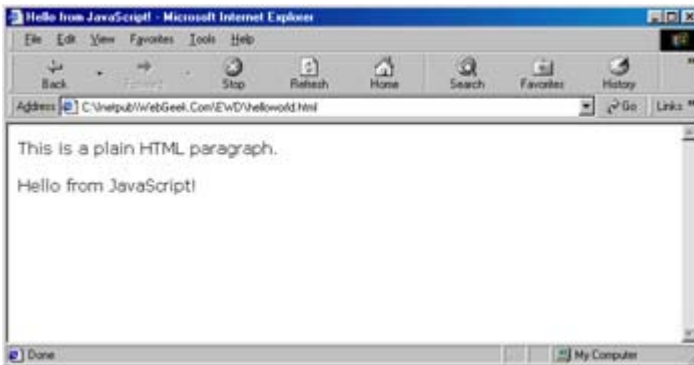 Hello from JavaScript! - Microsoft Internet Explorer
File Edit View Favorites Tools Help
Back Forward Stop Refresh Home Search Favorites History
Address C:\Inetpub\WebGeek.Com\EWD\helloworld.html Go Links
This is a plain HTML paragraph.
Hello from JavaScript!
Done My Computer